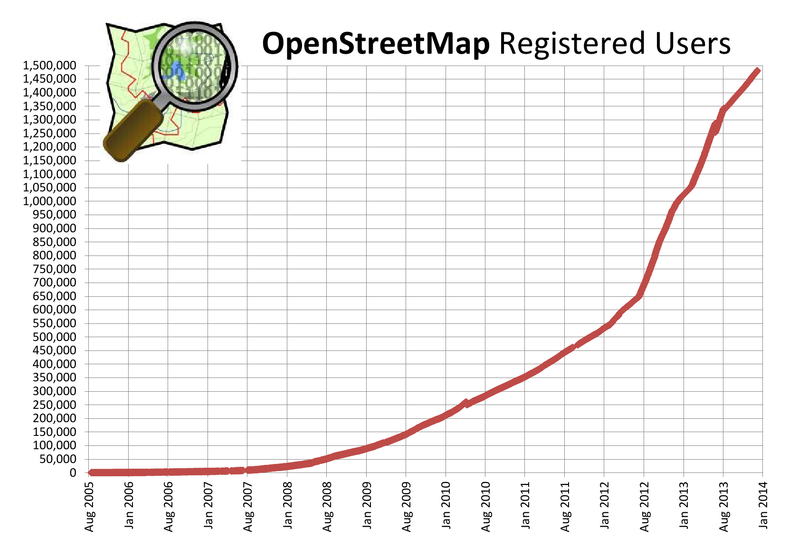 OpenStreetMap Registered Users
1,500,000
1,450,000
1,400,000
1,350,000
1,300,000
1,250,000
1,200,000
1,150,000
1,100,000
1,050,000
1,000,000
950,000
900,000
850,000
800,000
750,000
700,000
650,000
600,000
550,000
500,000
450,000
400,000
350,000
300,000
250,000
200,000
150,000
100,000
50,000
0
Aug 2005
Jan 2006
Aug 2006
Jan 2007
Aug 2007
Jan 2008
Aug 2008
Jan 2009
Aug 2009
Jan 2010
Aug 2010
Jan 2011
Aug 2011
Jan 2012
Aug 2012
Jan 2013
Aug 2013
Jan 2014